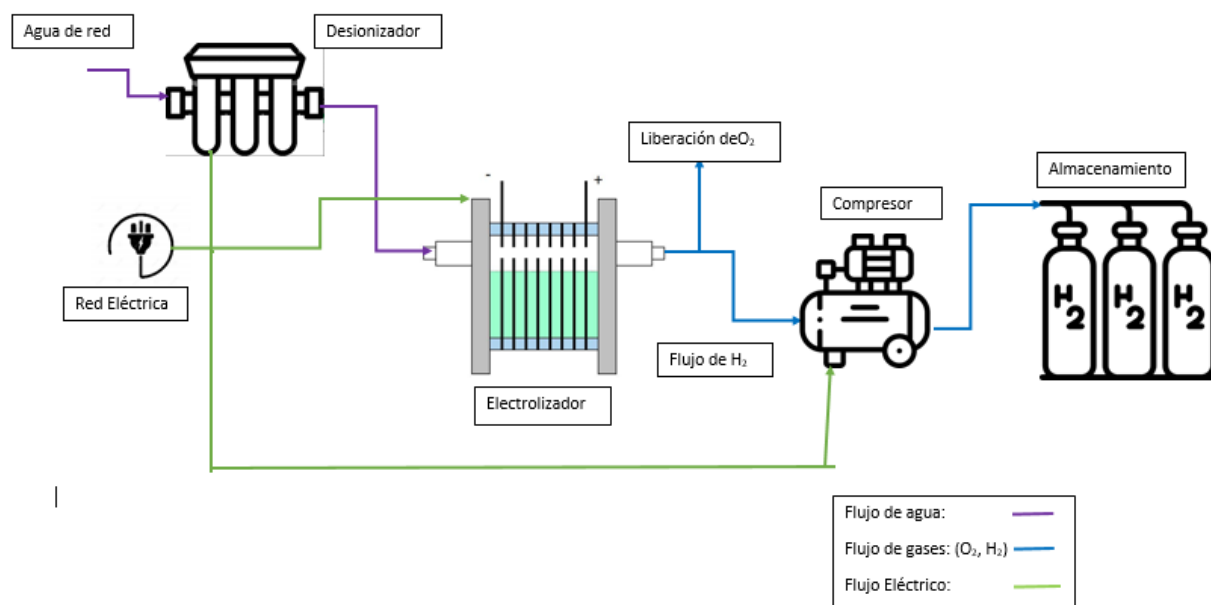 Agua de red
Desionizador
Liberación deO₂
Almacenamiento
Compresor
- +
Red Eléctrica
H₂ H₂ H₂
Flujo de H₂
Electrolizador
Flujo de agua:
Flujo de gases: (O₂, H₂)
Flujo Eléctrico: